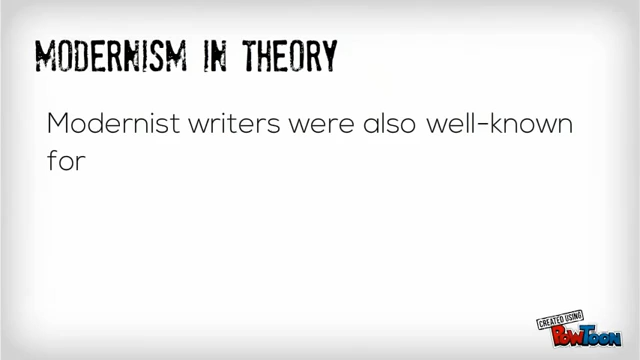 MODERNISM IN THEORY
Modernist writers were also well-known
for
CREATED USING
POWTOON